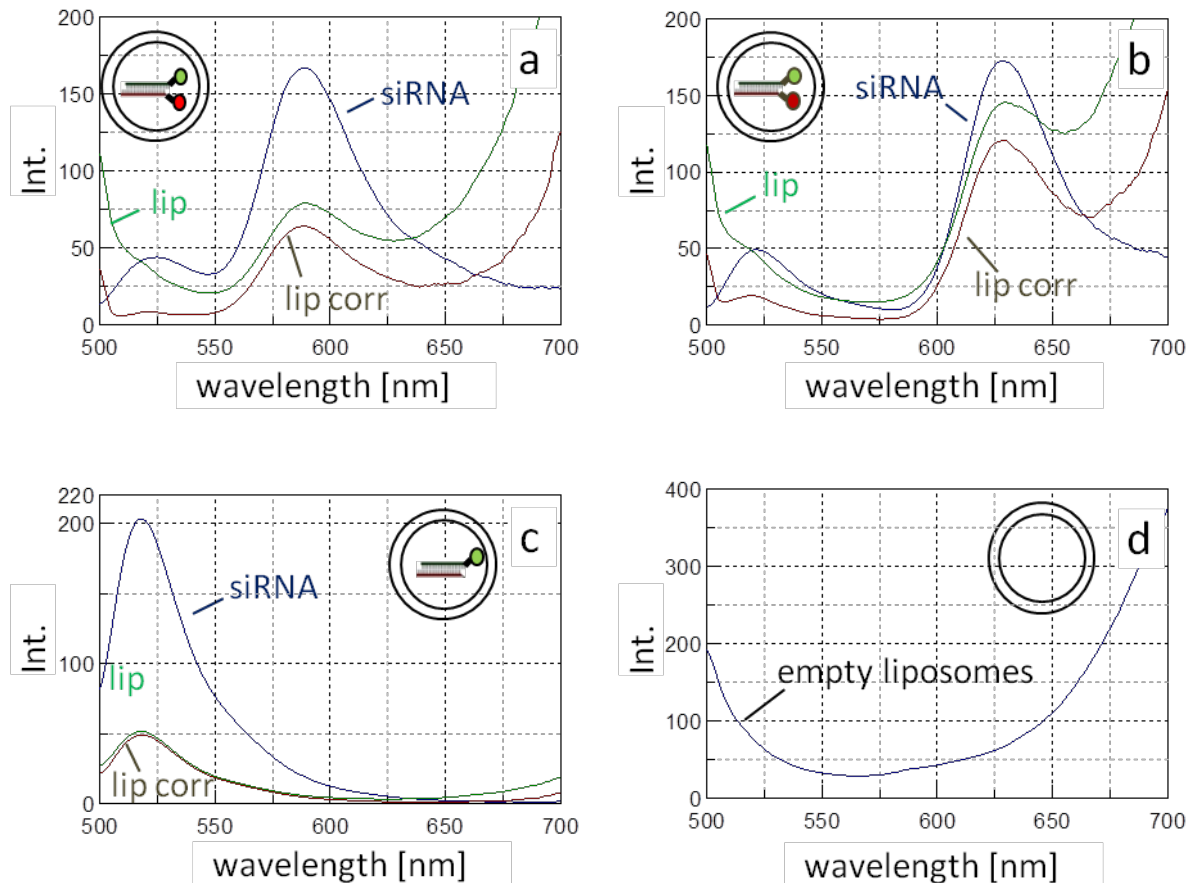 200
150
100
50
0
Int.
a
siRNA
lip
lip corr
500 550 600 650 700
wavelength [nm]
200
150
100
50
0
Int.
b
siRNA
lip
lip corr
500 550 600 650 700
wavelength [nm]
220
200
100
0
Int.
c
siRNA
lip
lip corr
500 550 600 650 700
wavelength [nm]
400
300
200
100
0
Int.
d
empty liposomes
500 550 600 650 700
wavelength [nm]